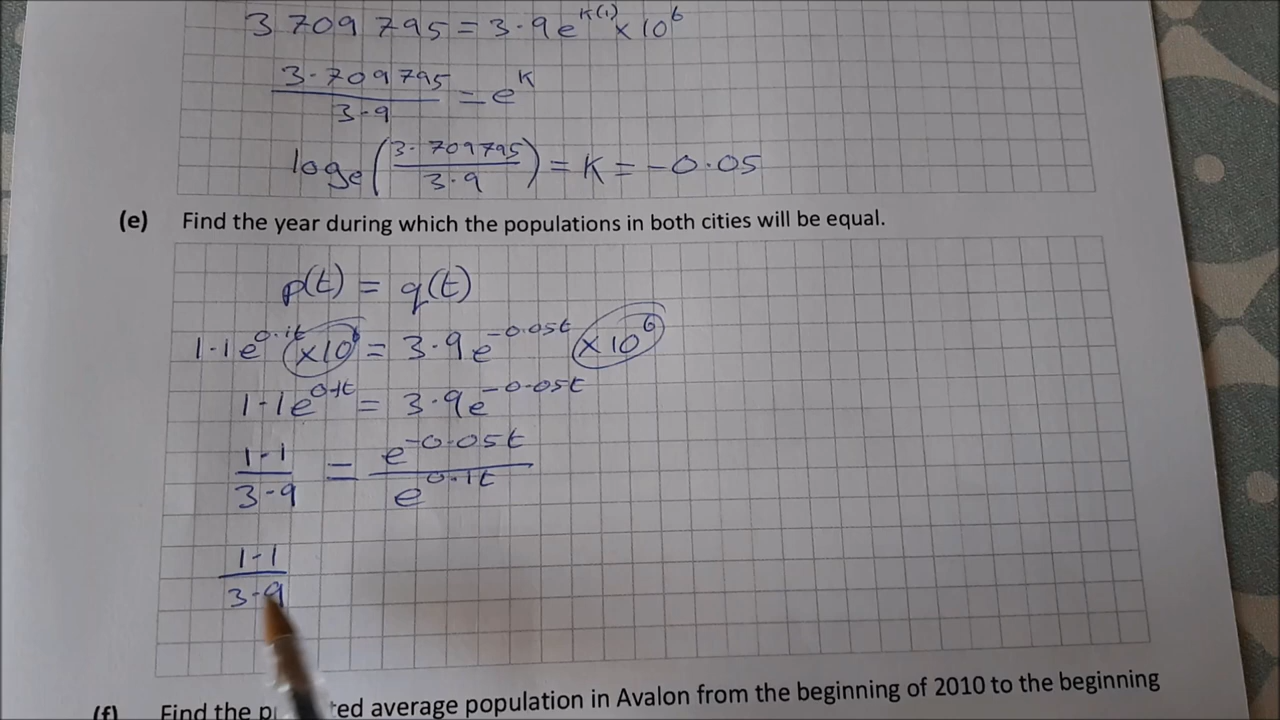 3 709 795 = 3.9e^k(1) × 10^6
3.709795/3.9 = e^k
loge(3.709795/3.9) = k = -0.05
(e) Find the year during which the populations in both cities will be equal.
p(t) = q(t)
1.1e^0.1t ×10^6 = 3.9e^-0.05t ×10^6
1.1e^0.1t = 3.9e^-0.05t
1.1/3.9 = e^-0.05t/e^0.1t
1.1/3.9
(f) Find the average population in Avalon from the beginning of 2010 to the beginning